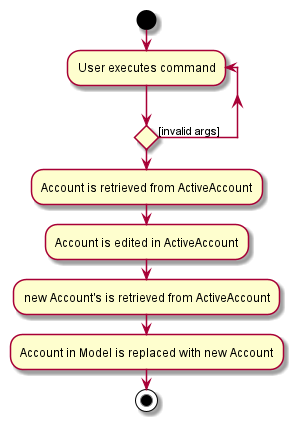 User executes command
[invalid args]
Account is retrieved from ActiveAccount
Account is edited in ActiveAccount
new Account's is retrieved from ActiveAccount
Account in Model is replaced with new Account